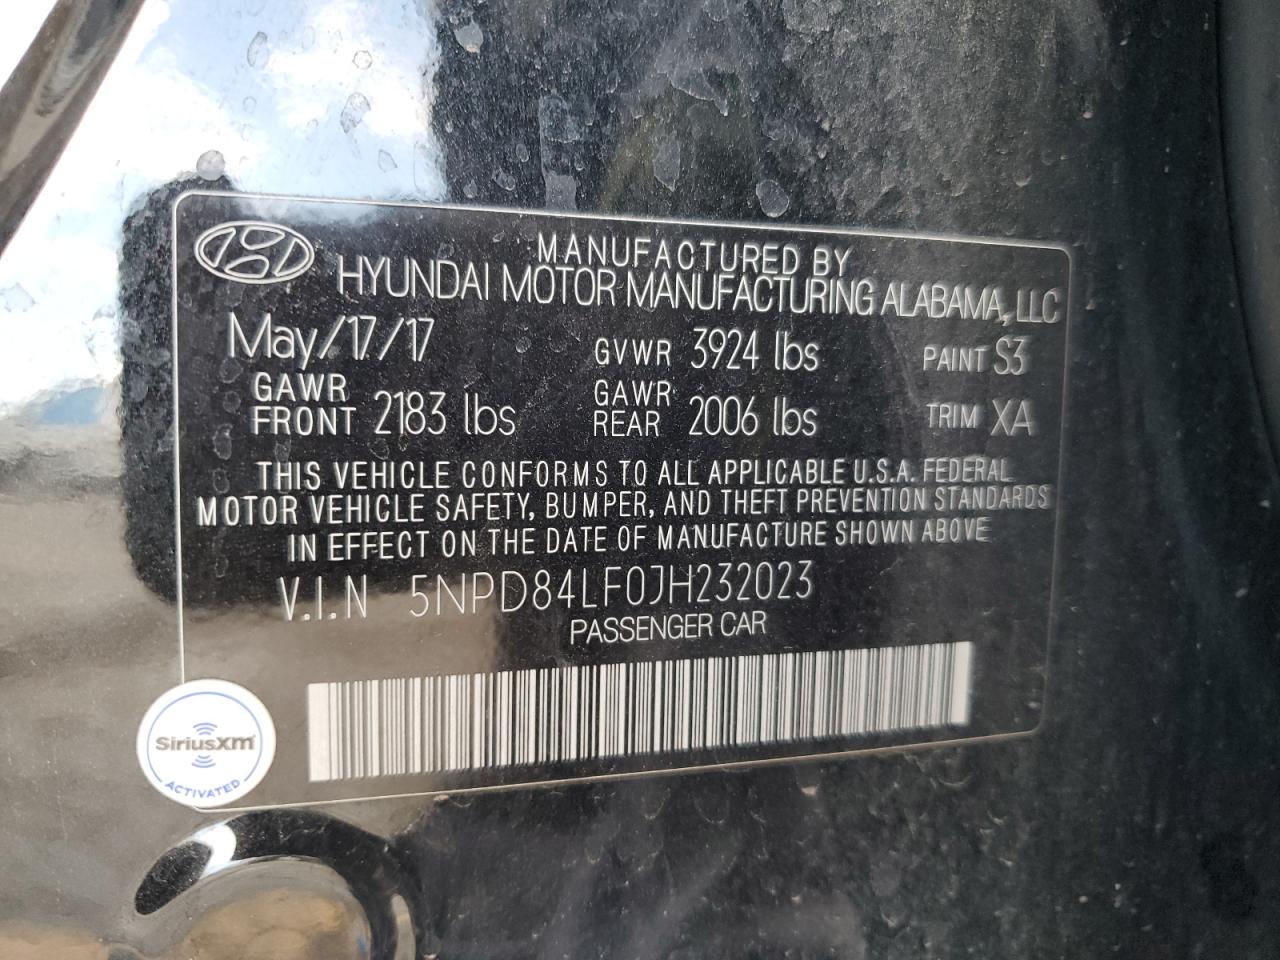 MANUFACTURED BY
HYUNDAI MOTOR MANUFACTURING ALABAMA, LLC
May/17/17 GVWR 3924 lbs PAINT S3
GAWR FRONT 2183 lbs GAWR REAR 2006 lbs TRIM XA
THIS VEHICLE CONFORMS TO ALL APPLICABLE U.S.A. FEDERAL
MOTOR VEHICLE SAFETY, BUMPER, AND THEFT PREVENTION STANDARDS
IN EFFECT ON THE DATE OF MANUFACTURE SHOWN ABOVE
V.I.N 5NPD84LF0JH232023
PASSENGER CAR
SiriusXM
ACTIVATED